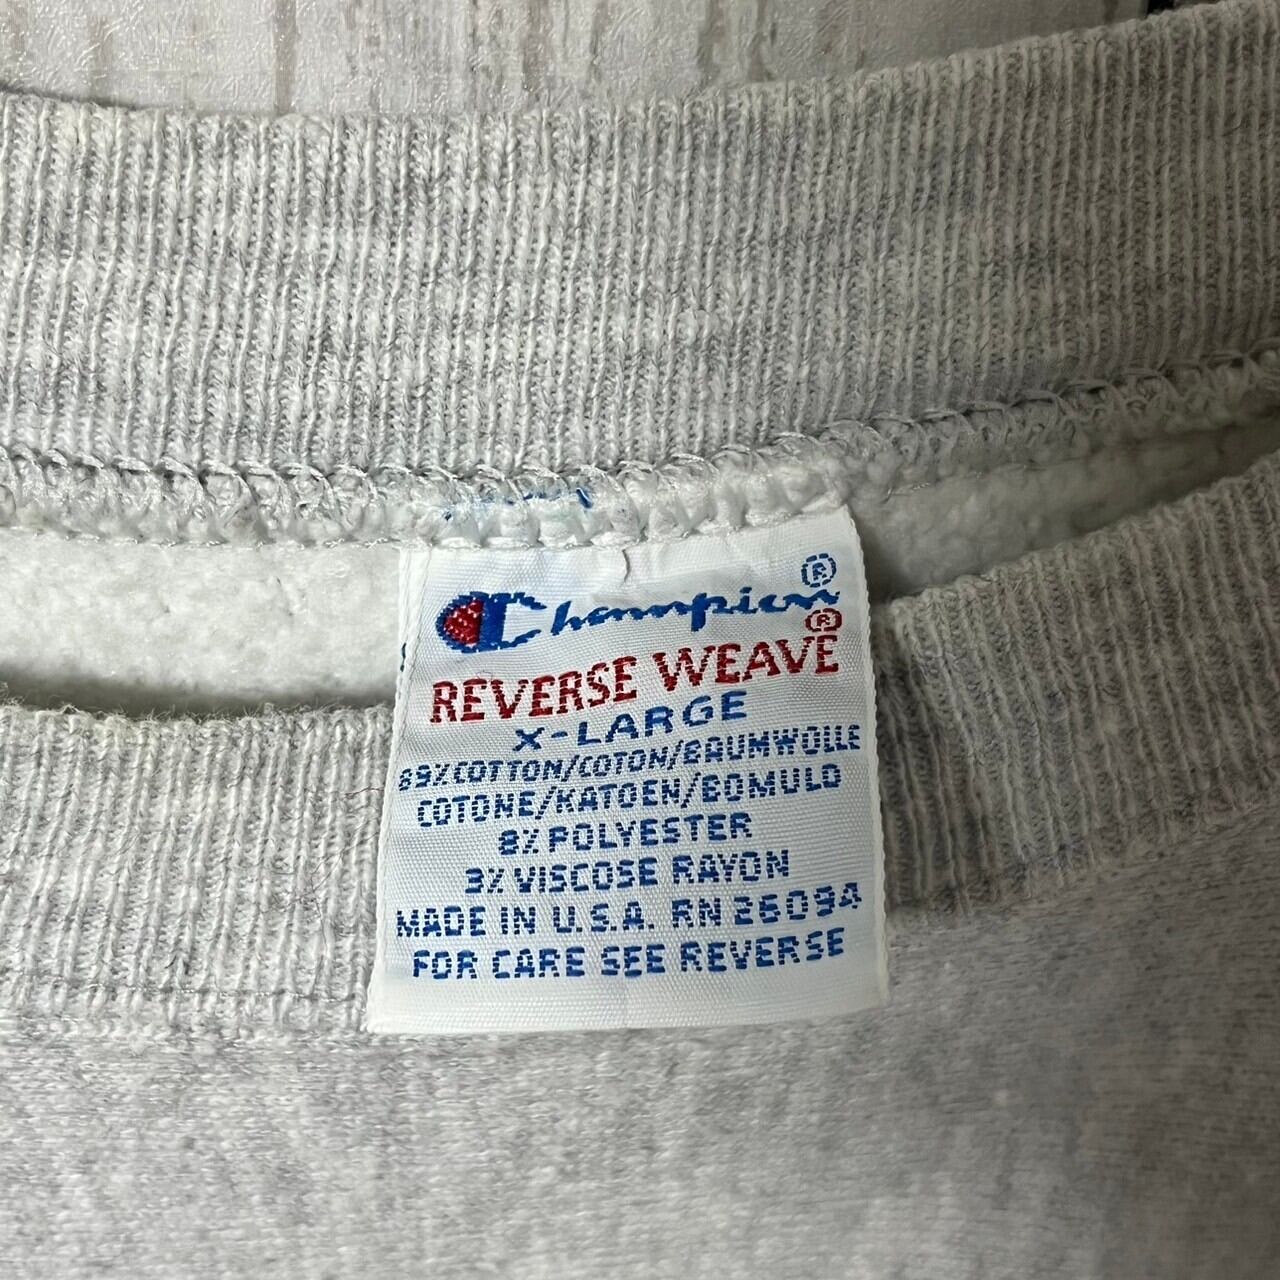 Champion®
REVERSE WEAVE®
X-LARGE
89% COTTON/COTON/BAUMWOLLE
COTONE/KATOEN/BOMULD
8% POLYESTER
3% VISCOSE RAYON
MADE IN U.S.A. RN 26094
FOR CARE SEE REVERSE